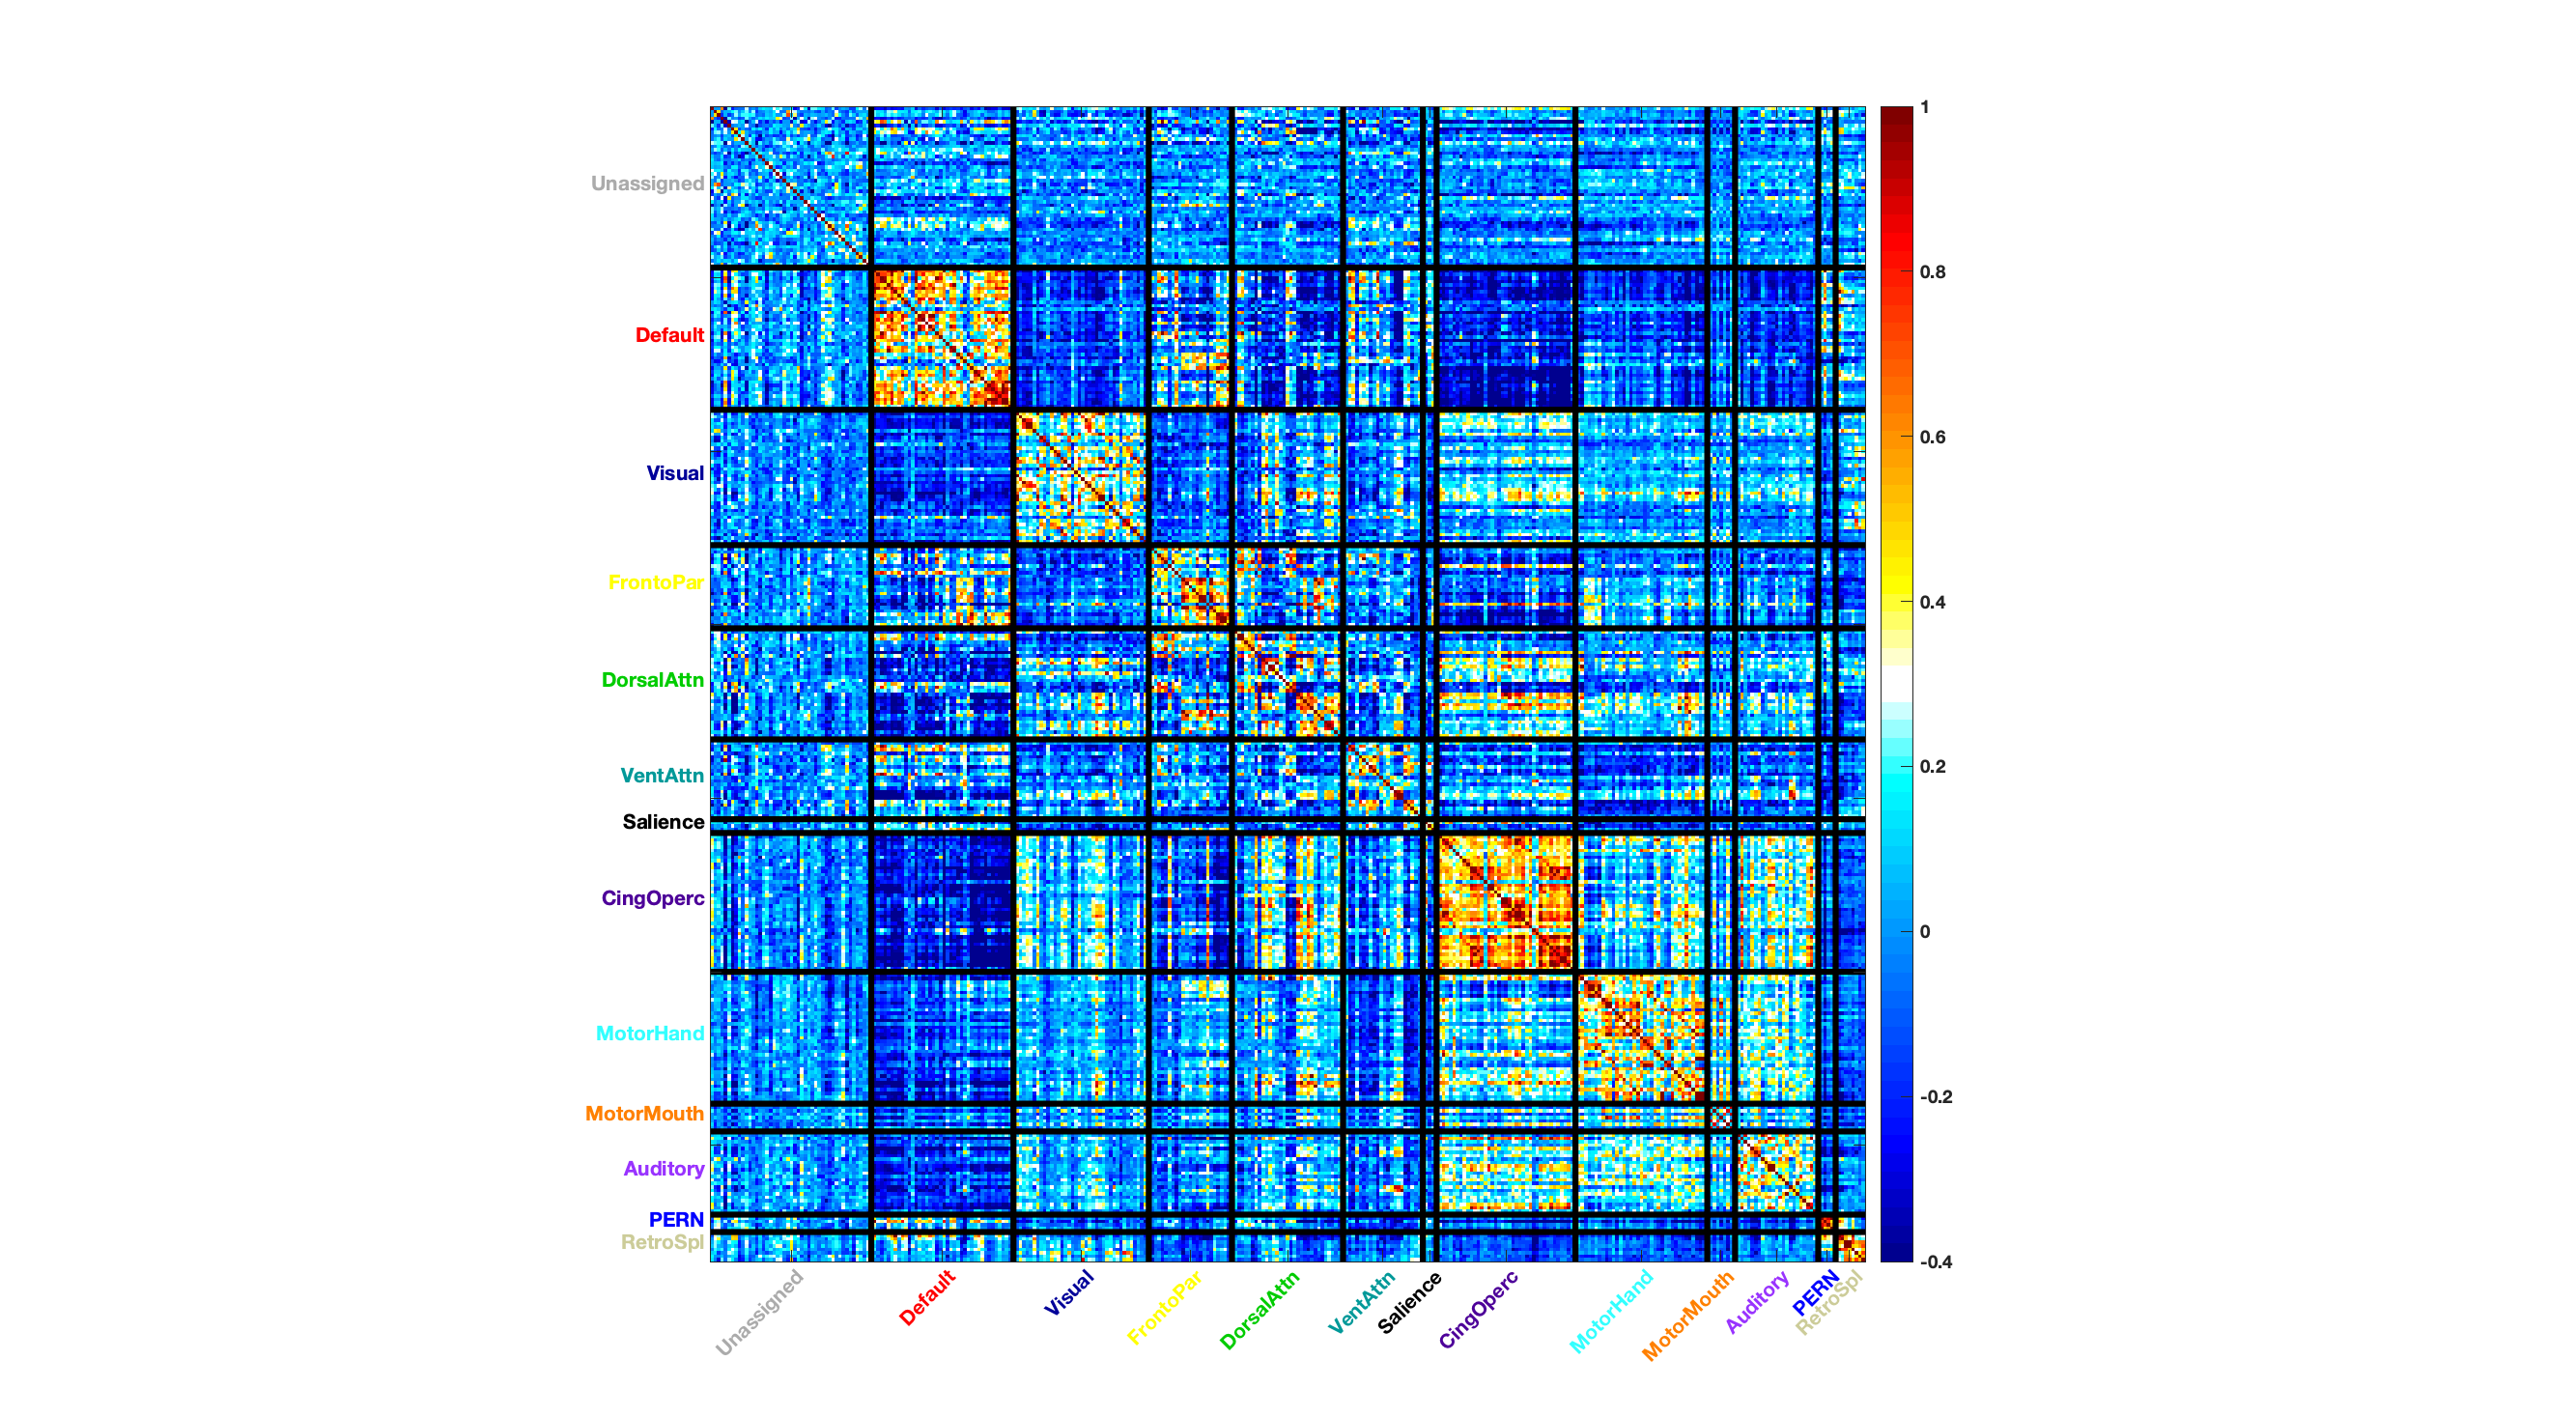 Unassigned
Default
Visual
FrontoPar
DorsalAttn
VentAttn
Salience
CingOperc
MotorHand
MotorMouth
Auditory
PERN
RetroSpl
Unassigned
Default
Visual
FrontoPar
DorsalAttn
VentAttn
Salience
CingOperc
MotorHand
MotorMouth
Auditory
PERN
RetroSpl
1
0.8
0.6
0.4
0.2
0
-0.2
-0.4